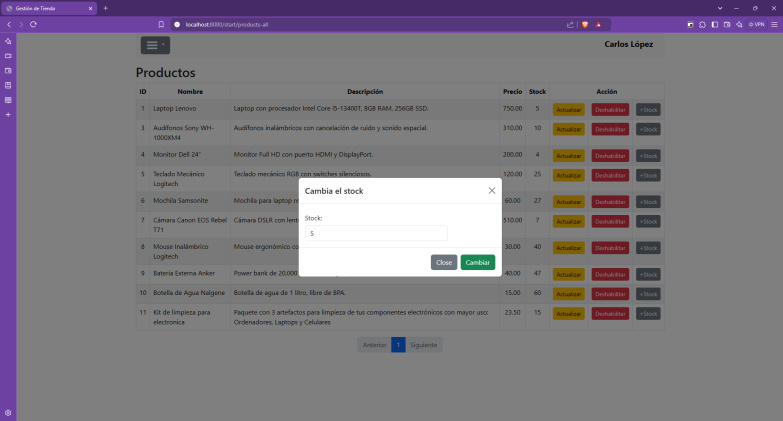 Gestión de Tienda
localhost:8080/start/products-all
VPN
Carlos López
Productos
ID Nombre Descripción Precio Stock Acción
1 Laptop Lenovo Laptop con procesador Intel Core i5-13400T, 8GB RAM, 256GB SSD. 750.00 5 Actualizar Deshabilitar +Stock
3 Audífonos Sony WH-
1000XM4 Audífonos inalámbricos con cancelación de ruido y sonido espacial. 310.00 10 Actualizar Deshabilitar +Stock
4 Monitor Dell 24" Monitor Full HD con puerto HDMI y DisplayPort. 200.00 4 Actualizar Deshabilitar +Stock
5 Teclado Mecánico
Logitech Teclado mecánico RGB con switches silenciosos. 120.00 25 Actualizar Deshabilitar +Stock
6 Mochila Samsonite Mochila para laptop 60.00 27 Actualizar Deshabilitar +Stock
7 Cámara Canon EOS Rebel
T71 Cámara DSLR con 510.00 7 Actualizar Deshabilitar +Stock
8 Mouse Inalámbrico
Logitech Mouse ergonómico 30.00 40 Actualizar Deshabilitar +Stock
9 Batería Externa Anker Power bank de 20,000 40.00 47 Actualizar Deshabilitar +Stock
10 Botella de Agua Nalgene Botella de agua de 1 litro, libre de BPA. 15.00 60 Actualizar Deshabilitar +Stock
11 Kit de limpieza para
electronica Paquete con 3 artefactos para limpieza de tus componentes electrónicos con mayor uso:
Ordenadores, Laptops y Celulares 23.50 15 Actualizar Deshabilitar +Stock
Cambia el stock
Stock:
5
Close Cambiar
Anterior 1 Siguiente